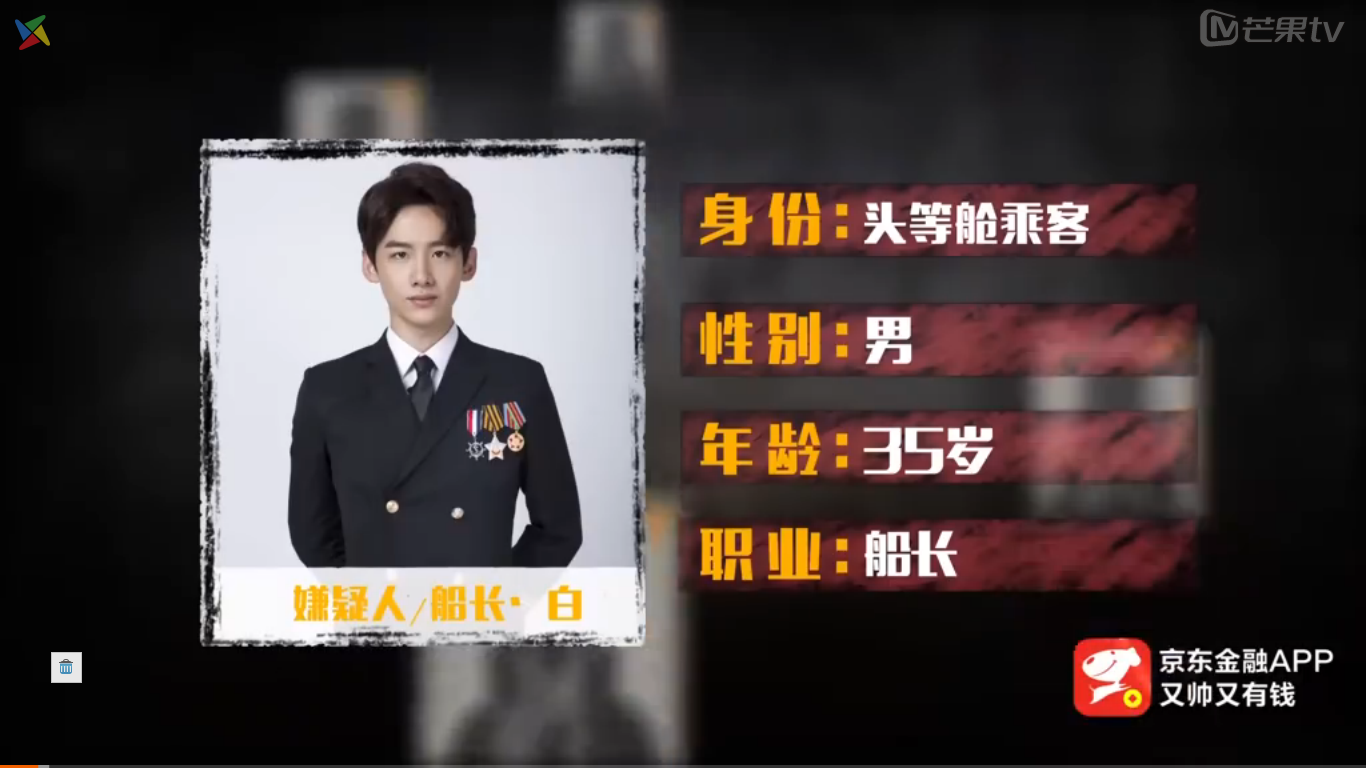 芒果tv
身份：头等舱乘客
性别：男
年龄：35岁
职业：船长
嫌疑人/船长· 白
京东金融APP
又帅又有钱